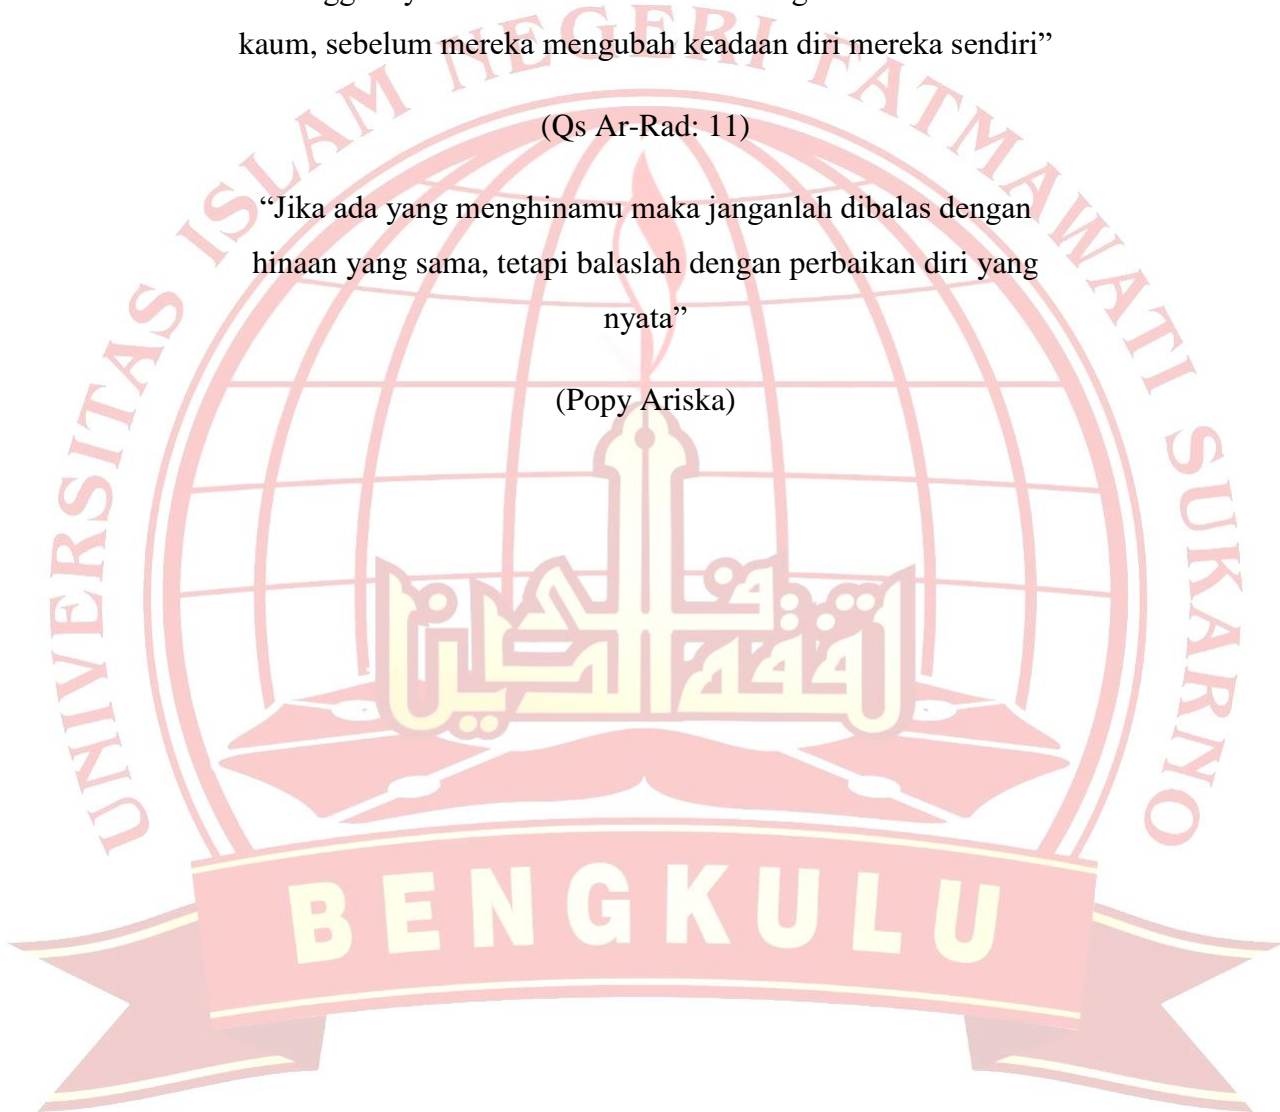 kaum, sebelum mereka mengubah keadaan diri mereka sendiri”
(Qs Ar-Rad: 11)
“Jika ada yang menghinamu maka janganlah dibalas dengan
hinaan yang sama, tetapi balaslah dengan perbaikan diri yang
nyata”
(Popy Ariska)
UNIVERSITAS ISLAM NEGERI FATMAWATI SUKARNO
BENGKULU